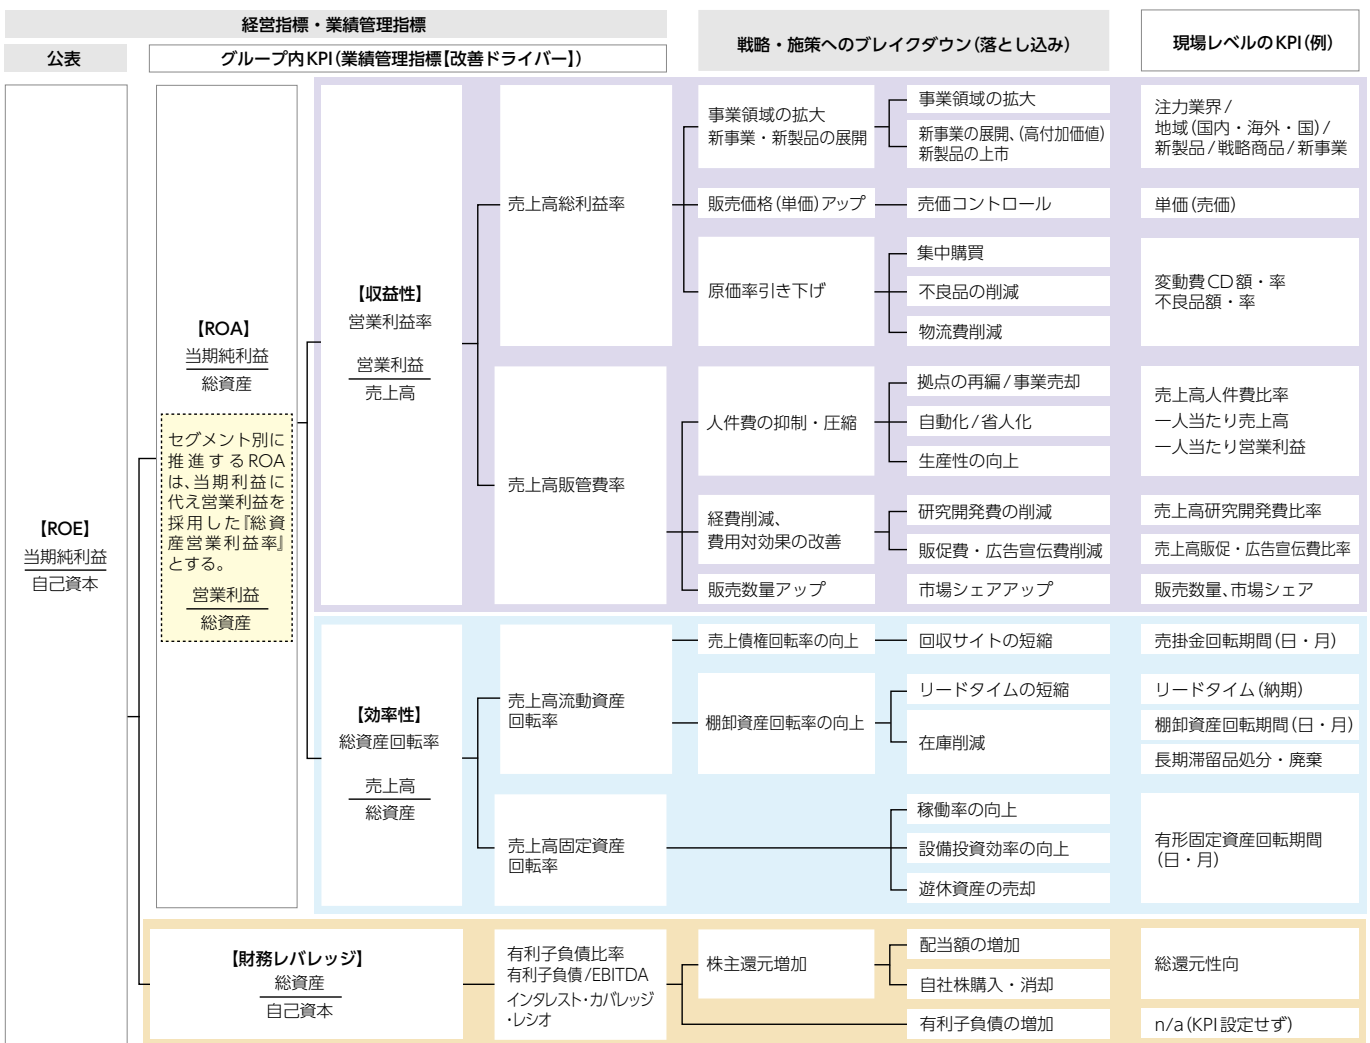 経営指標・業績管理指標
公表
グループ内KPI(業績管理指標【改善ドライバー】)
戦略・施策へのブレイクダウン(落とし込み)
現場レベルのKPI(例)
【ROE】
当期純利益
自己資本
【ROA】
当期純利益
総資産
セグメント別に
推進するROA
は、当期利益に
代え営業利益を
採用した『総資
産営業利益率』
とする。
営業利益
総資産
【収益性】
営業利益率
営業利益
売上高
売上高総利益率
事業領域の拡大
新事業・新製品の展開
事業領域の拡大
新事業の展開、(高付加価値)
新製品の上市
注力業界/
地域(国内・海外・国)/
新製品/戦略商品/新事業
販売価格(単価)アップ
売価コントロール
単価(売価)
原価率引き下げ
集中購買
不良品の削減
物流費削減
変動費CD額・率
不良品額・率
売上高販管費率
人件費の抑制・圧縮
拠点の再編/事業売却
自動化/省人化
生産性の向上
売上高人件費比率
一人当たり売上高
一人当たり営業利益
経費削減、
費用対効果の改善
研究開発費の削減
売上高研究開発費比率
販促費・広告宣伝費削減
売上高販促・広告宣伝費比率
販売数量アップ
市場シェアアップ
販売数量、市場シェア
【効率性】
総資産回転率
売上高
総資産
売上高流動資産
回転率
売上債権回転率の向上
回収サイトの短縮
売掛金回転期間(日・月)
棚卸資産回転率の向上
リードタイムの短縮
リードタイム(納期)
在庫削減
棚卸資産回転期間(日・月)
長期滞留品処分・廃棄
売上高固定資産
回転率
稼働率の向上
設備投資効率の向上
遊休資産の売却
有形固定資産回転期間
(日・月)
【財務レバレッジ】
総資産
自己資本
有利子負債比率
有利子負債/EBITDA
インタレスト・カバレッジ
・レシオ
株主還元増加
配当額の増加
自社株購入・消却
総還元性向
有利子負債の増加
n/a(KPI設定せず)